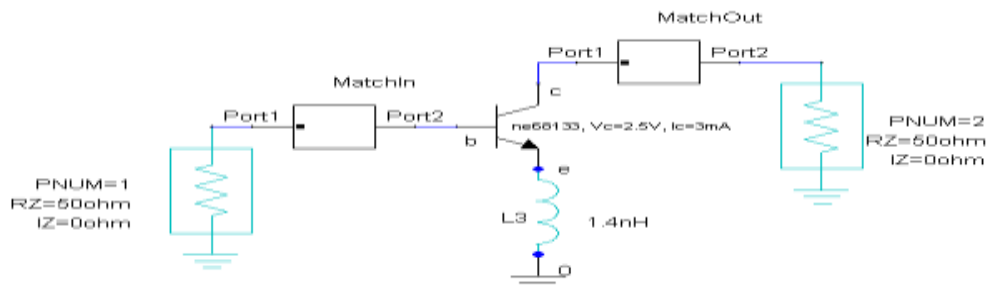 MatchOut
Port1
Port2
MatchIn
Port1
Port2
c
b
ne68133, Vc=2.5V, Ic=3mA
e
PNUM=2
RZ=50ohm
IZ=0ohm
PNUM=1
RZ=50ohm
IZ=0ohm
L3
1.4nH
0